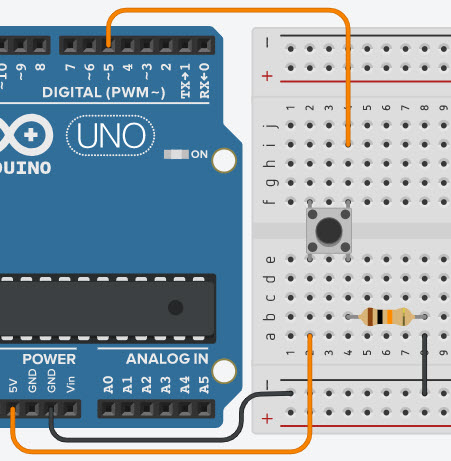 ~10 ~9 8 7 ~6 ~5 4 ~3 2 TX→1 RX←0
DIGITAL (PWM~)
UNO
DUINO
ON
POWER
ANALOG IN
5V GND GND Vin A0 A1 A2 A3 A4 A5
− +
1 2 3 4 5 6 7 8 9
j
i
h
g
f
e
d
c
b
a
1 2 3 4 5 6 7 8 9
− +